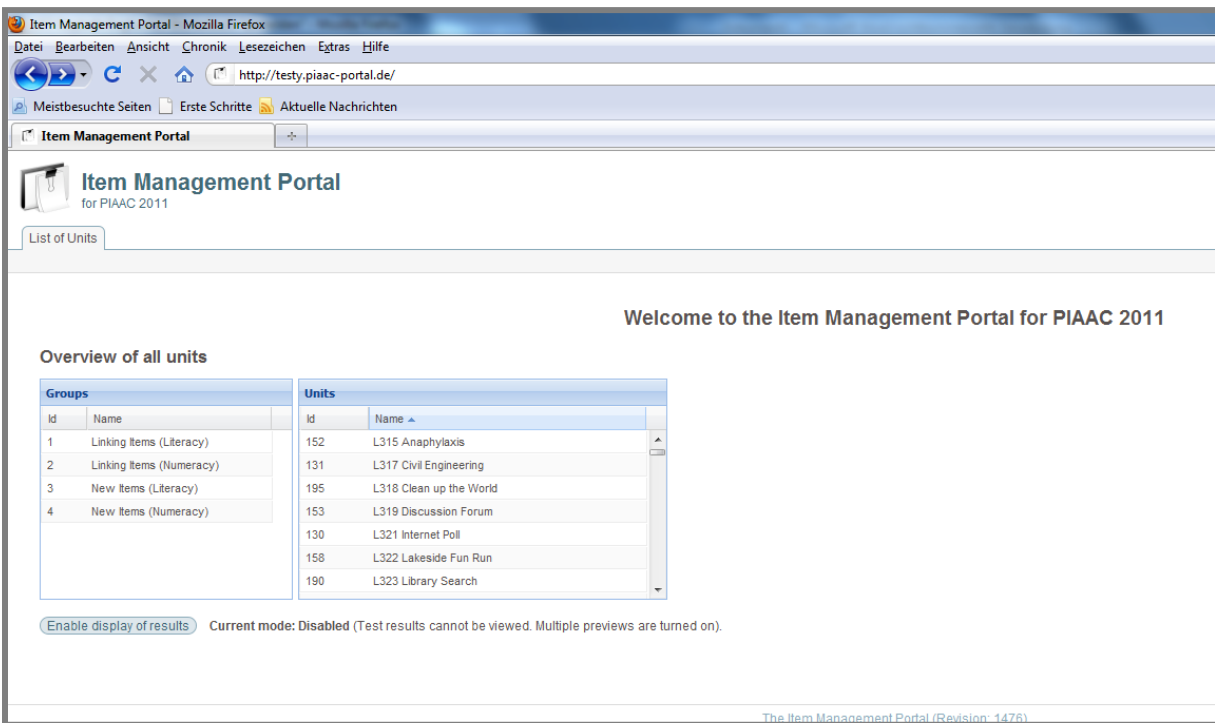 Item Management Portal - Mozilla Firefox
Datei Bearbeiten Ansicht Chronik Lesezeichen Extras Hilfe
http://testy.piaac-portal.de/
Meistbesuchte Seiten Erste Schritte Aktuelle Nachrichten
Item Management Portal
Item Management Portal
for PIAAC 2011
List of Units
Welcome to the Item Management Portal for PIAAC 2011
Overview of all units
Groups
Id Name
1 Linking Items (Literacy)
2 Linking Items (Numeracy)
3 New Items (Literacy)
4 New Items (Numeracy)
Units
Id Name
152 L315 Anaphylaxis
131 L317 Civil Engineering
195 L318 Clean up the World
153 L319 Discussion Forum
130 L321 Internet Poll
158 L322 Lakeside Fun Run
190 L323 Library Search
Enable display of results Current mode: Disabled (Test results cannot be viewed. Multiple previews are turned on).
The Item Management Portal (Revision: 1476)